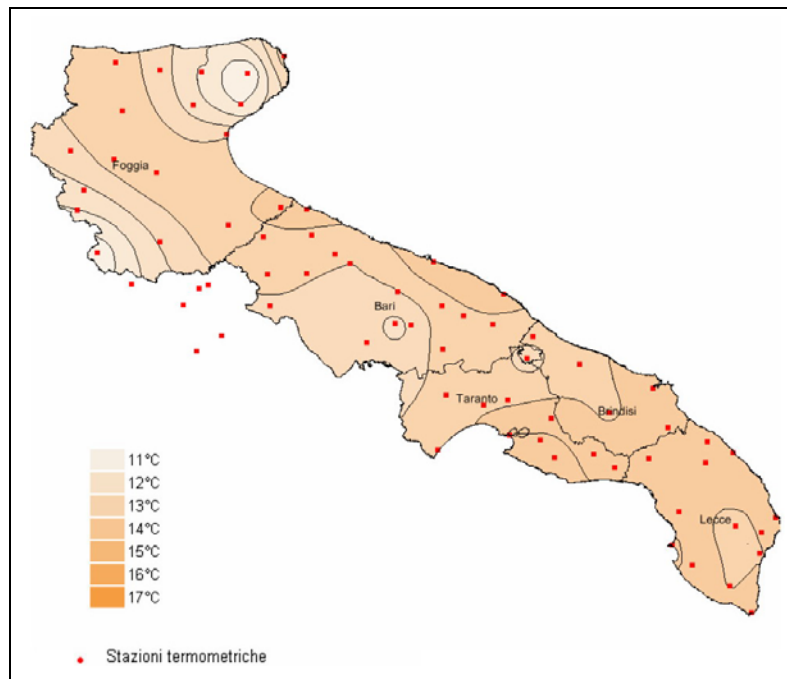 Foggia
Bari
Taranto
Brindisi
Lecce
11°C
12°C
13°C
14°C
15°C
16°C
17°C
Stazioni termometriche